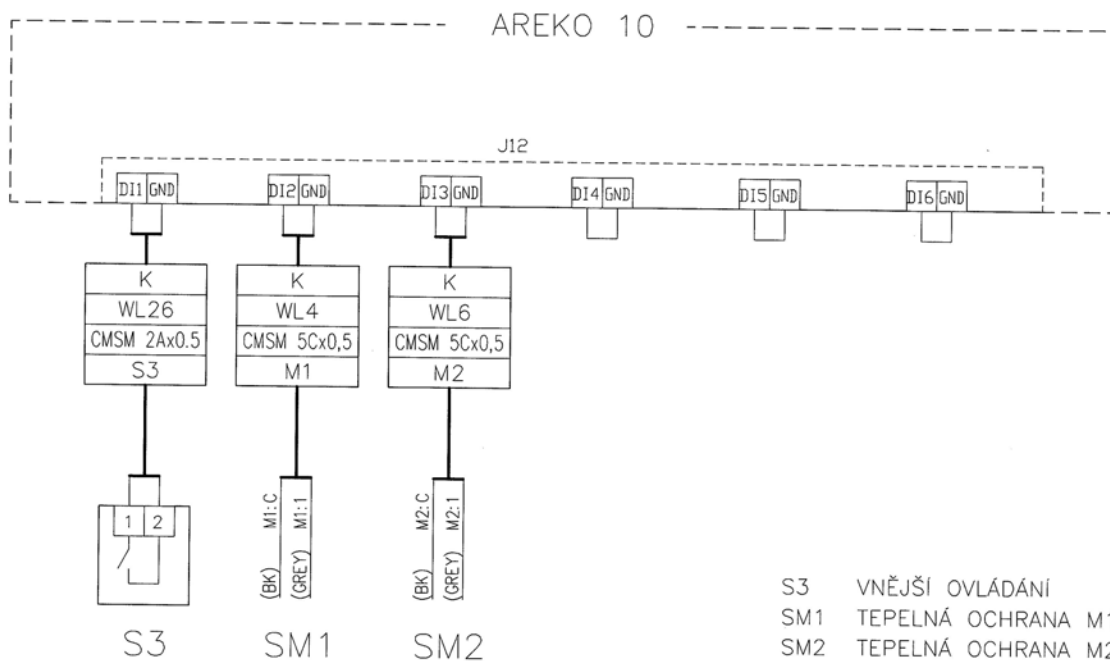 AREKO 10
J12
DI1 GND DI2 GND DI3 GND DI4 GND DI5 GND DI6 GND
K K K
WL26 WL4 WL6
CMSM 2Ax0.5 CMSM 5Cx0,5 CMSM 5Cx0,5
S3 M1 M2
1 2
(BK) M1:C
(GREY) M1:1
(BK) M2:C
(GREY) M2:1
S3 SM1 SM2
S3 VNĚJŠÍ OVLÁDÁNÍ
SM1 TEPELNÁ OCHRANA M1
SM2 TEPELNÁ OCHRANA M2